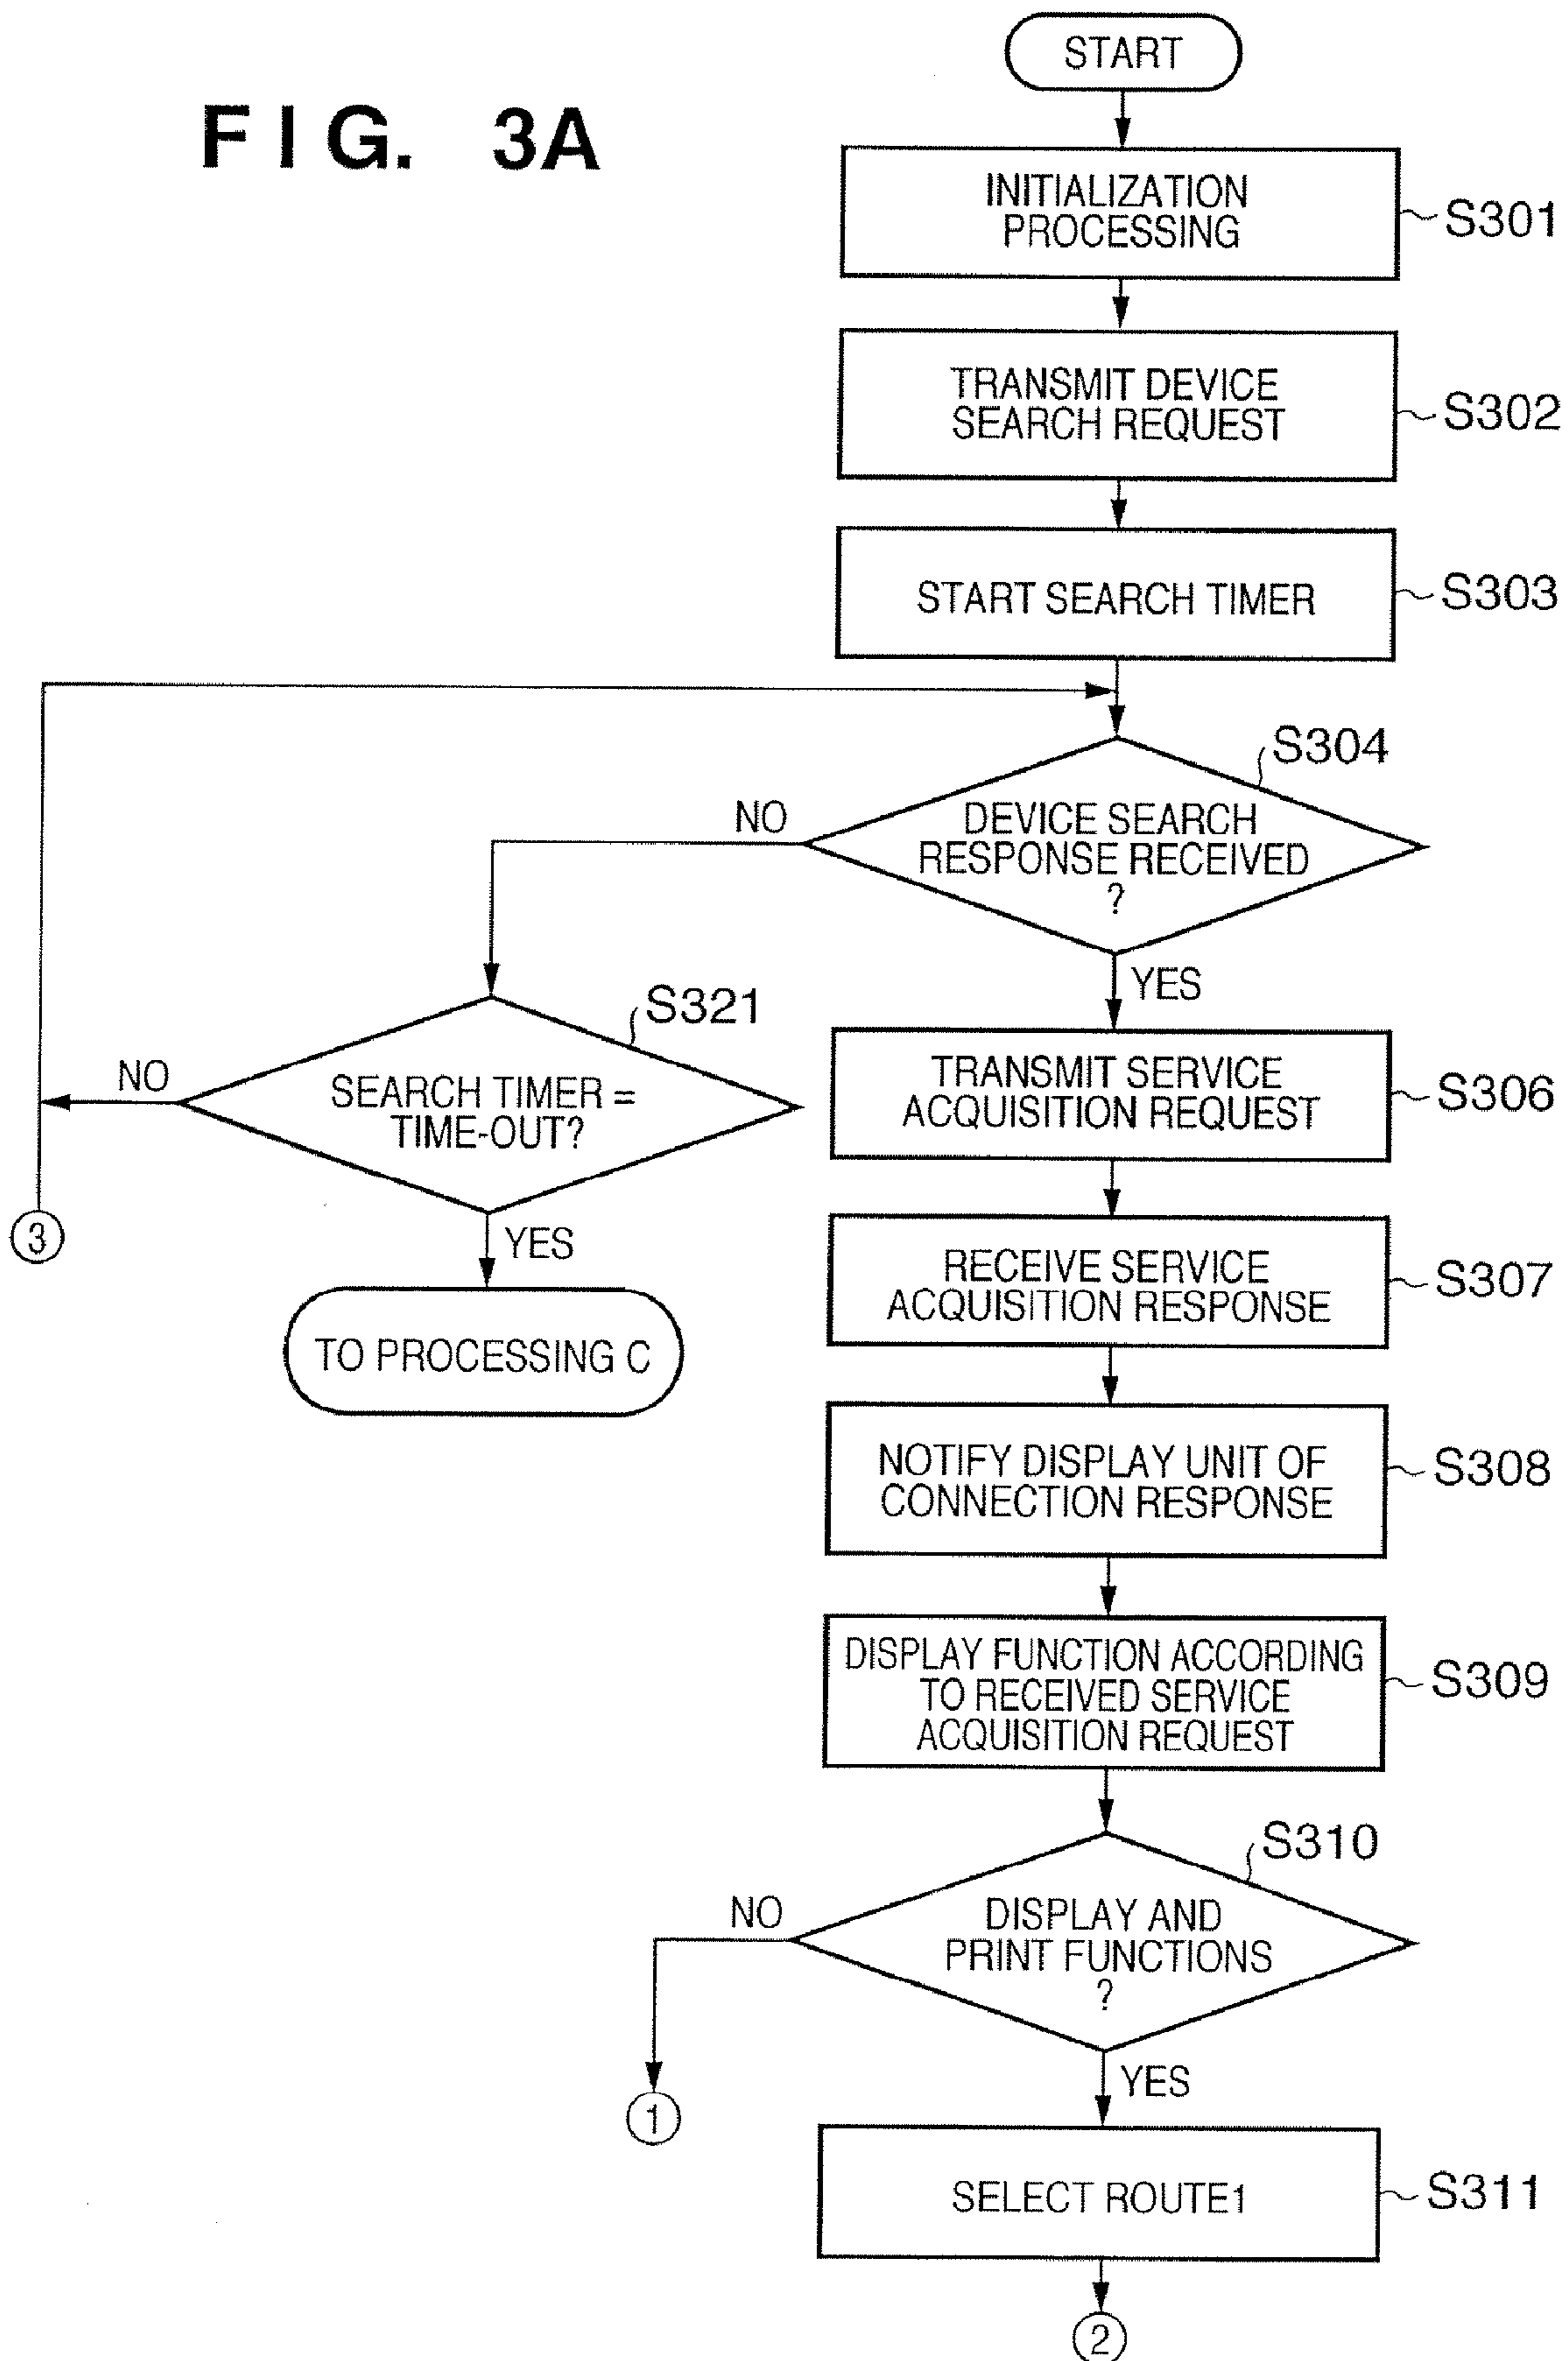 FIG. 3A
START
INITIALIZATION
PROCESSING
S301
TRANSMIT DEVICE
SEARCH REQUEST
S302
START SEARCH TIMER
S303
S304
DEVICE SEARCH
RESPONSE RECEIVED
?
NO
YES
S321
SEARCH TIMER =
TIME-OUT?
NO
YES
3
TO PROCESSING C
TRANSMIT SERVICE
ACQUISITION REQUEST
S306
RECEIVE SERVICE
ACQUISITION RESPONSE
S307
NOTIFY DISPLAY UNIT OF
CONNECTION RESPONSE
S308
DISPLAY FUNCTION ACCORDING
TO RECEIVED SERVICE
ACQUISITION REQUEST
S309
S310
DISPLAY AND
PRINT FUNCTIONS
?
NO
1
YES
SELECT ROUTE1
S311
2